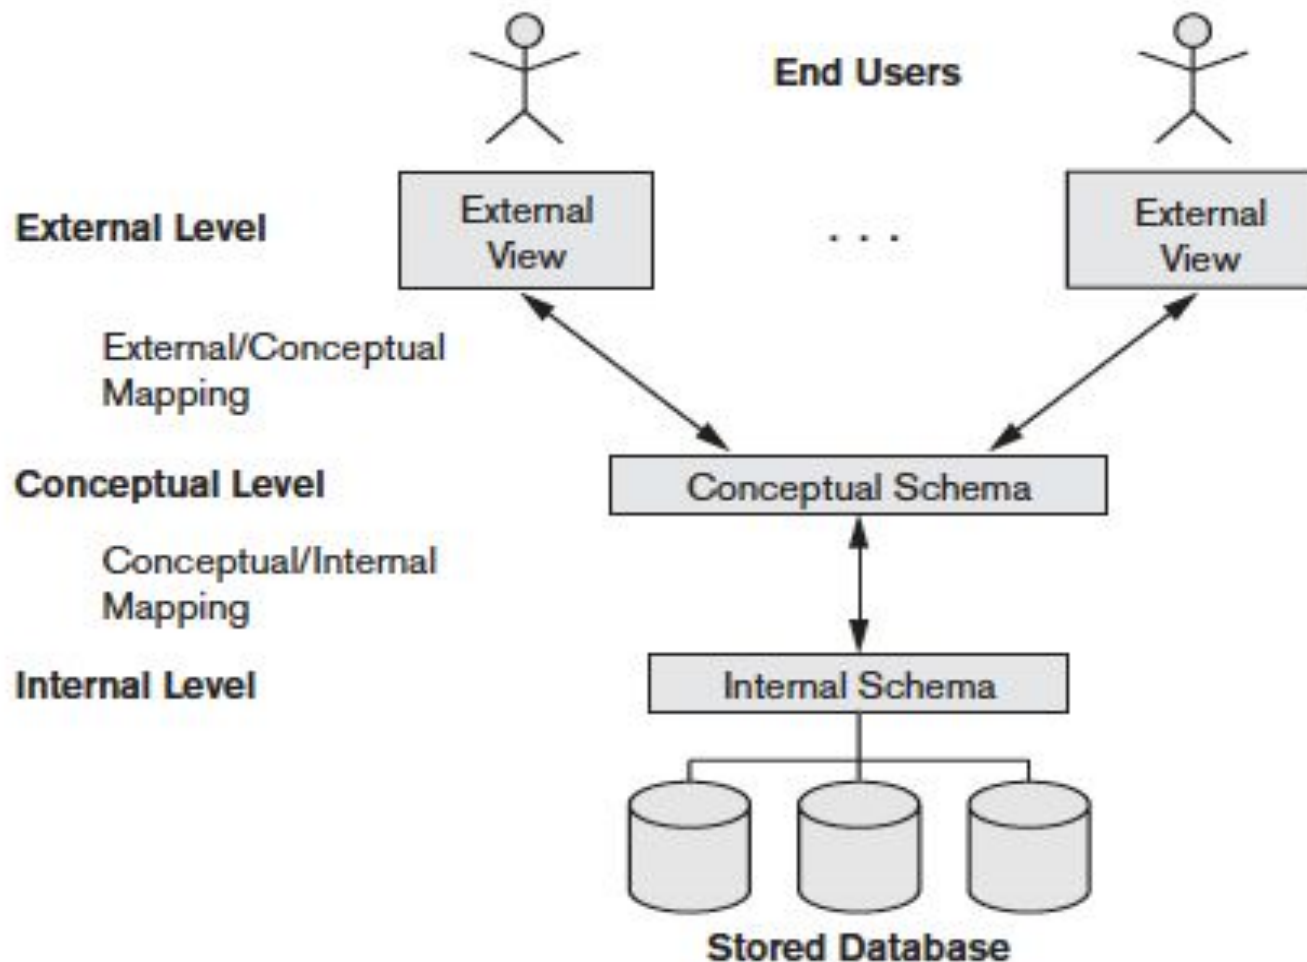 End Users
External Level
External
View
. . .
External
View
External/Conceptual
Mapping
Conceptual Level
Conceptual Schema
Conceptual/Internal
Mapping
Internal Level
Internal Schema
Stored Database